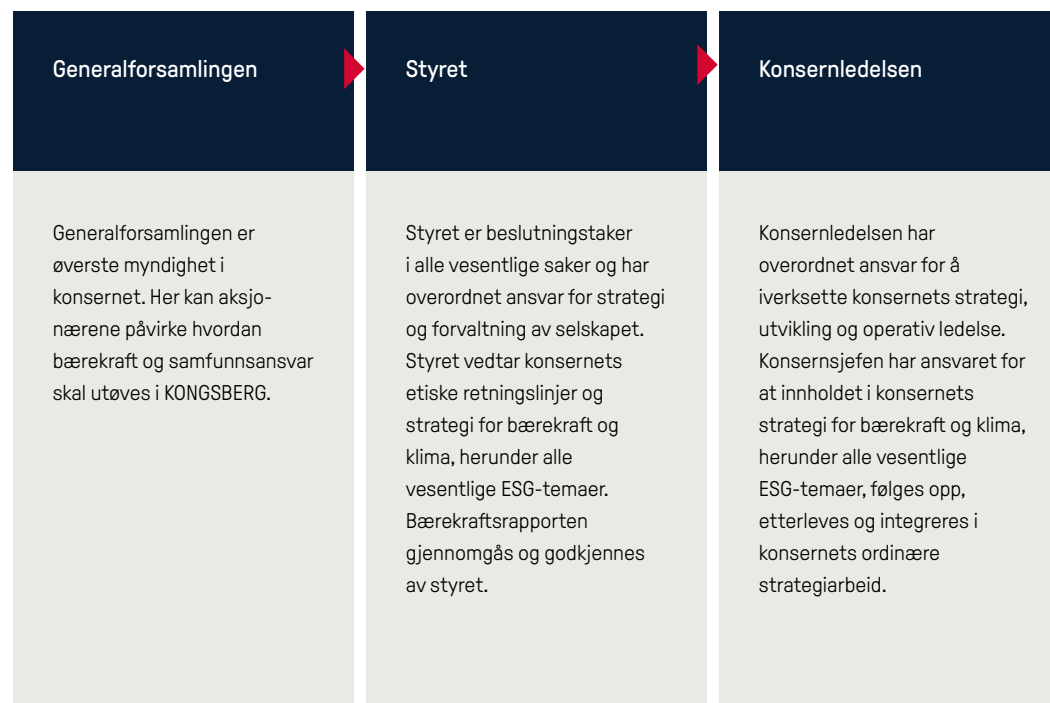 Generalforsamlingen
Generalforsamlingen er
øverste myndighet i
konsernet. Her kan aksjo-
nærene påvirke hvordan
bærekraft og samfunnsansvar
skal utøves i KONGSBERG.
Styret
Styret er beslutningstaker
i alle vesentlige saker og har
overordnet ansvar for strategi
og forvaltning av selskapet.
Styret vedtar konsernets
etiske retningslinjer og
strategi for bærekraft og
klima, herunder alle
vesentlige ESG-temaer.
Bærekraftsrapporten
gjennomgås og godkjennes
av styret.
Konsernledelsen
Konsernledelsen har
overordnet ansvar for å
iverksette konsernets strategi,
utvikling og operativ ledelse.
Konsernsjefen har ansvaret for
at innholdet i konsernets
strategi for bærekraft og klima,
herunder alle vesentlige
ESG-temaer, følges opp,
etterleves og integreres i
konsernets ordinære
strategiarbeid.